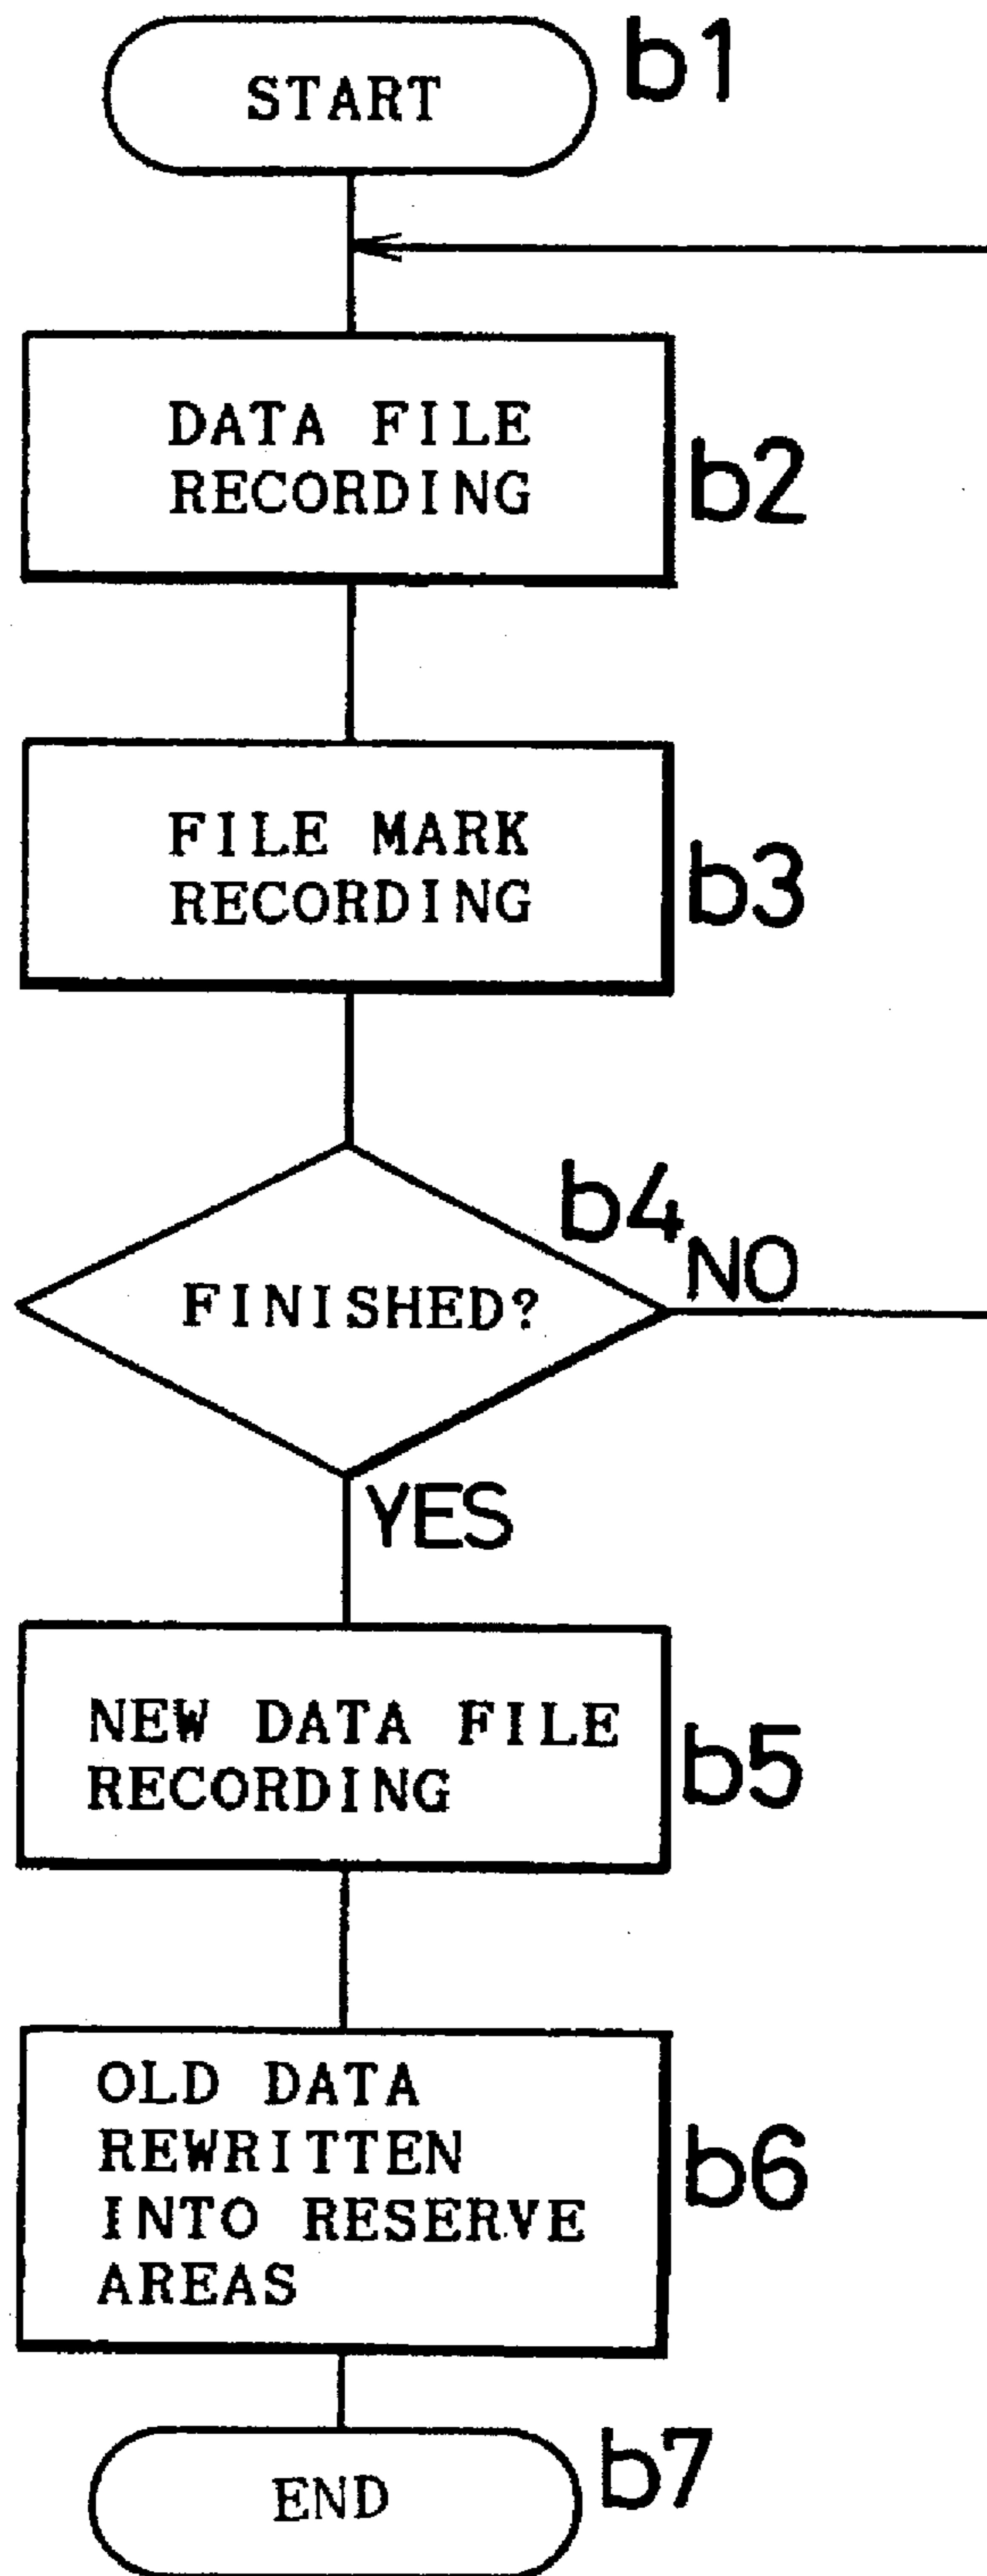 START
b1
DATA FILE
RECORDING
b2
FILE MARK
RECORDING
b3
b4
NO
FINISHED?
YES
NEW DATA FILE
RECORDING
b5
OLD DATA
REWRITTEN
INTO RESERVE
AREAS
b6
END
b7